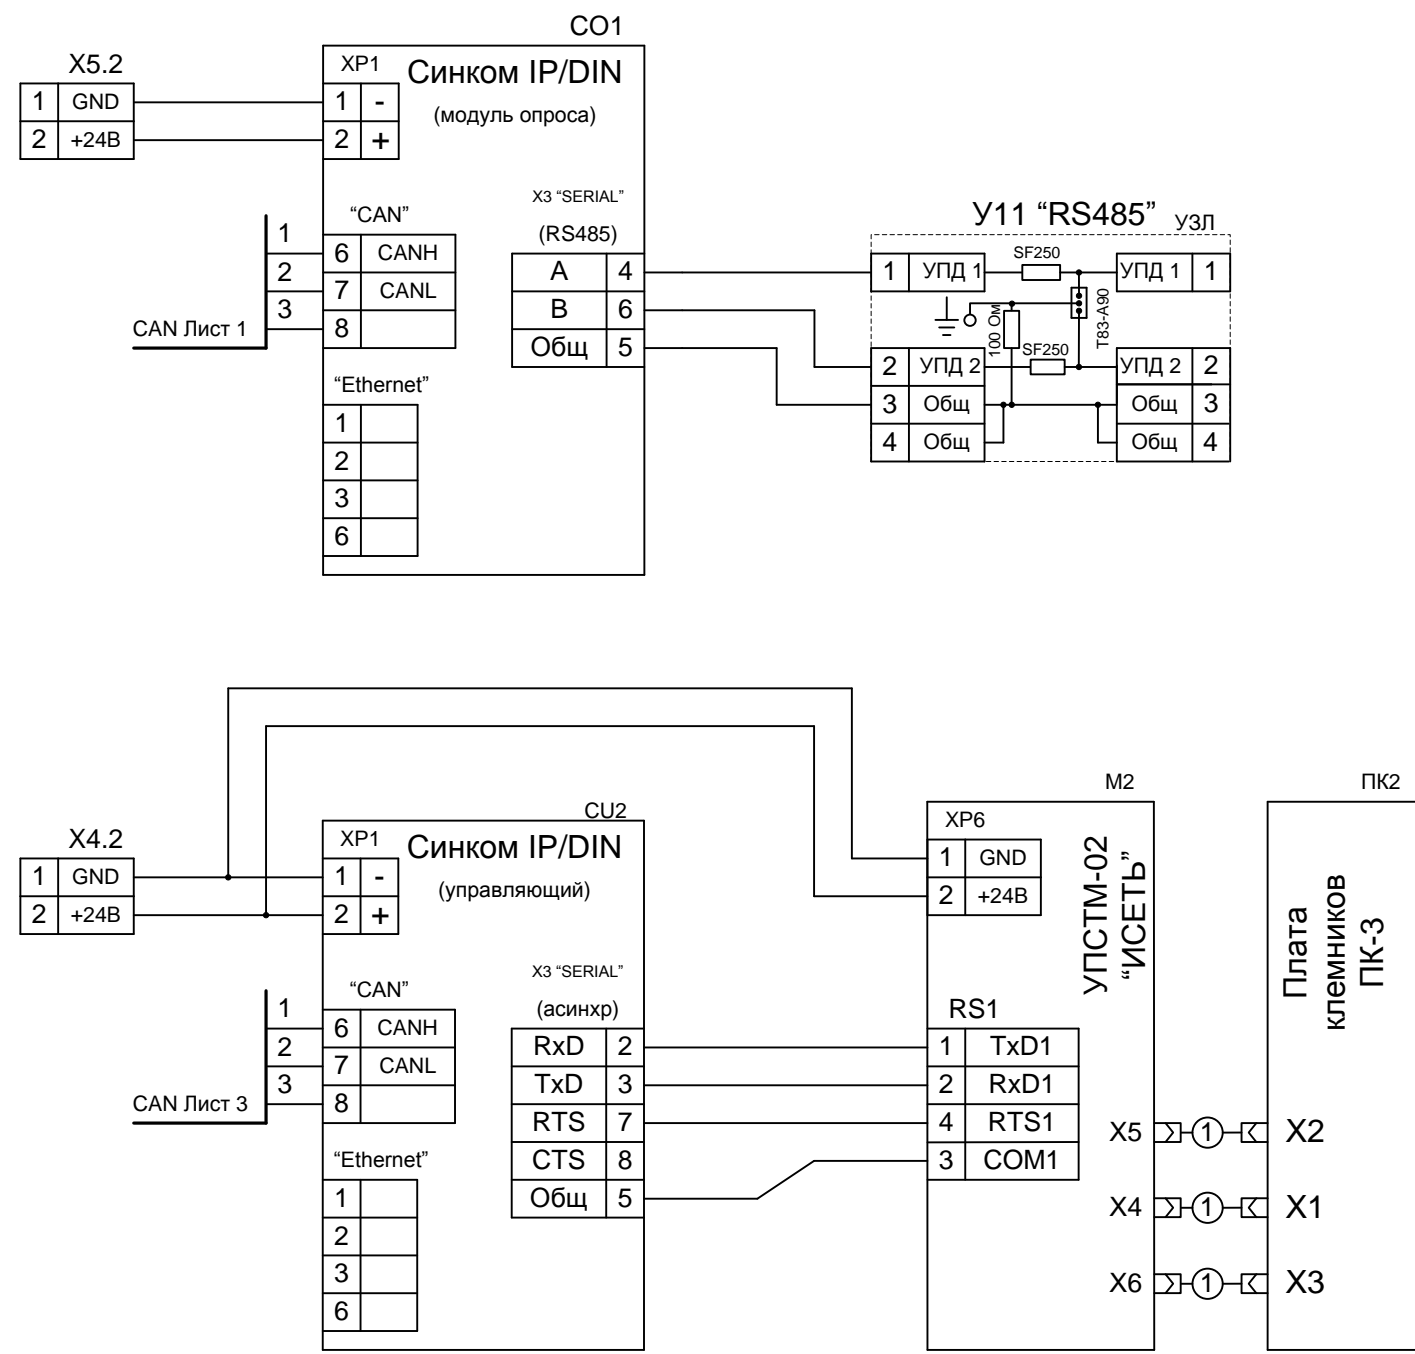 CO1
X5.2
1 GND
2 +24В
XP1
1 -
2 +
Синком IP/DIN
(модуль опроса)
“CAN”
1
2
3
6 CANH
7 CANL
8
CAN Лист 1
X3 “SERIAL”
(RS485)
A 4
B 6
Общ 5
“Ethernet”
1
2
3
6
У11 “RS485”
УЗЛ
1 УПД 1
SF250
УПД 1 1
100 Ом
T83-A90
2 УПД 2
SF250
УПД 2 2
3 Общ
Общ 3
4 Общ
Общ 4
CU2
X4.2
1 GND
2 +24В
XP1
1 -
2 +
Синком IP/DIN
(управляющий)
“CAN”
1
2
3
6 CANH
7 CANL
8
CAN Лист 3
X3 “SERIAL”
(асинхр)
RxD 2
TxD 3
RTS 7
CTS 8
Общ 5
“Ethernet”
1
2
3
6
М2
XP6
1 GND
2 +24В
УПСТМ-02
“ИСЕТЬ”
RS1
1 TxD1
2 RxD1
4 RTS1
3 COM1
X5 1 X2
X4 1 X1
X6 1 X3
ПК2
Плата
клемников
ПК-3